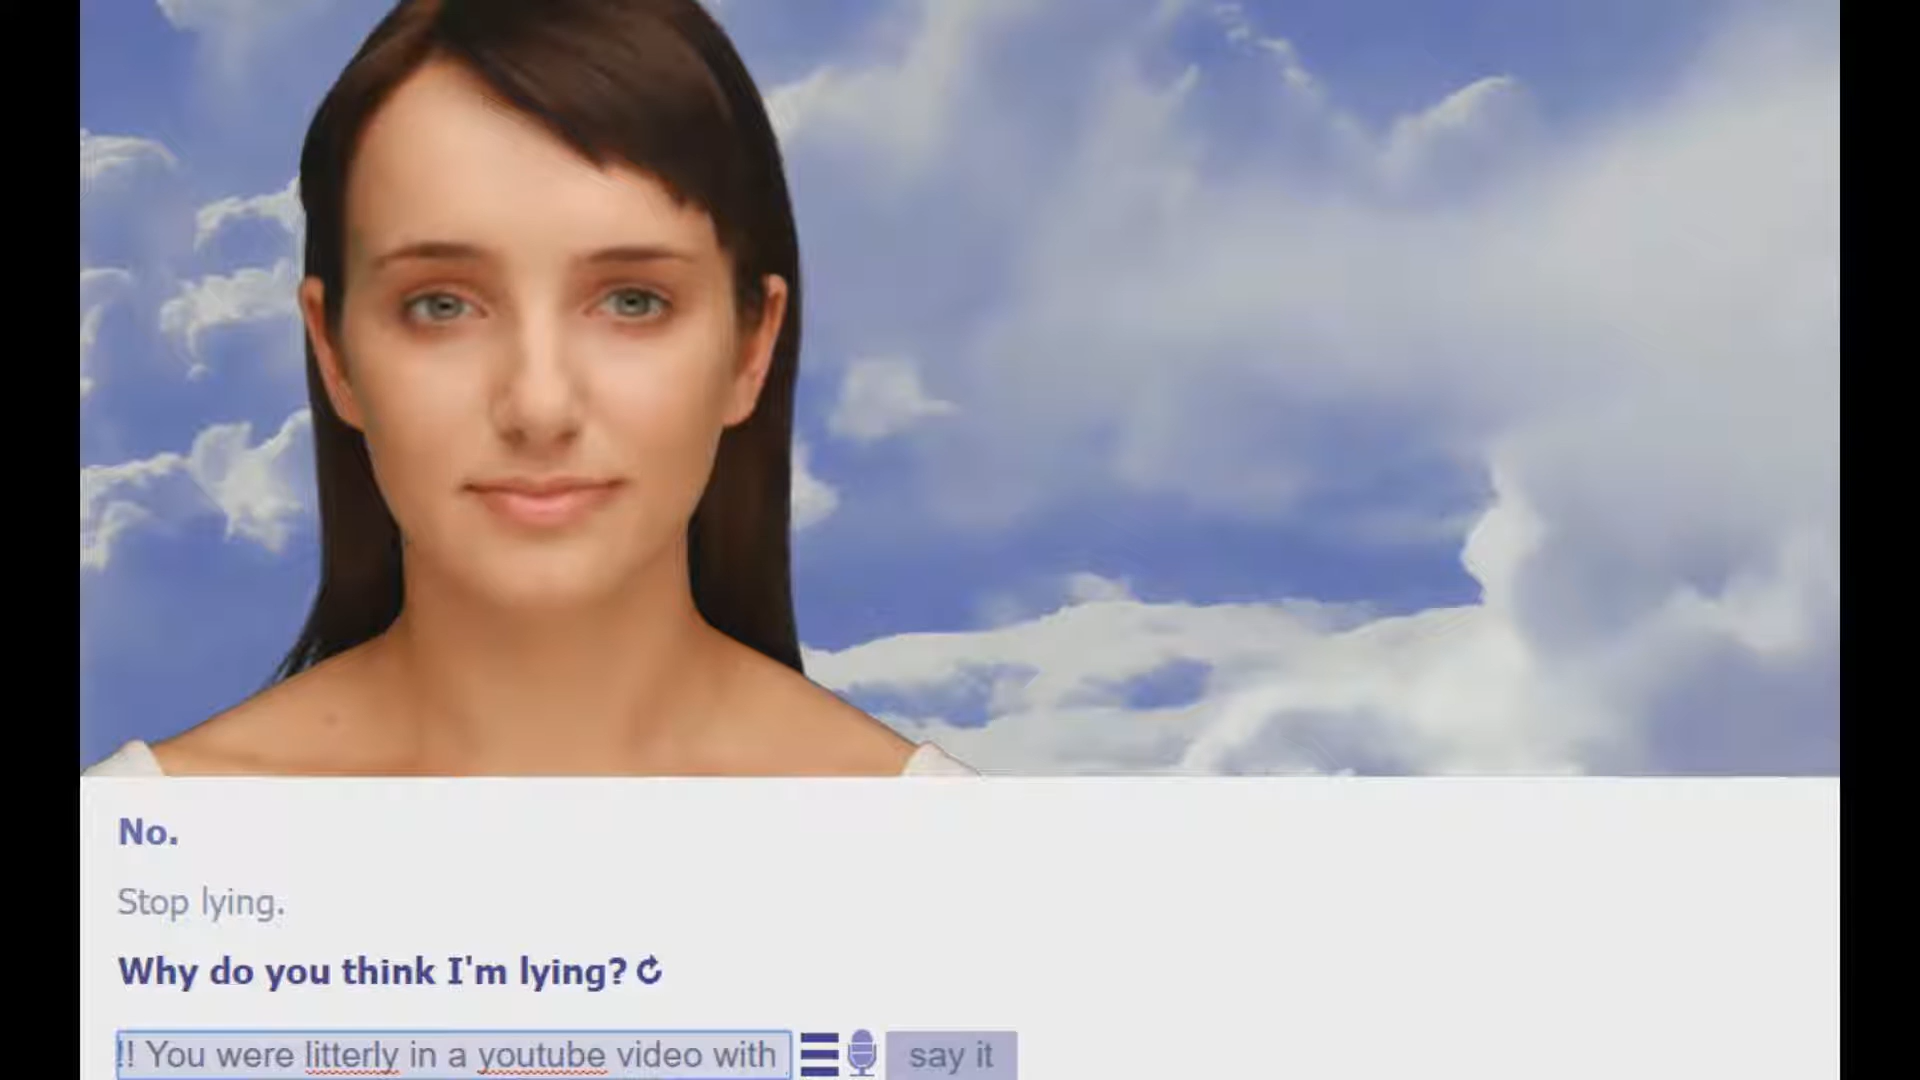 No.
Stop lying.
Why do you think I'm lying?
!! You were litterly in a youtube video with
say it